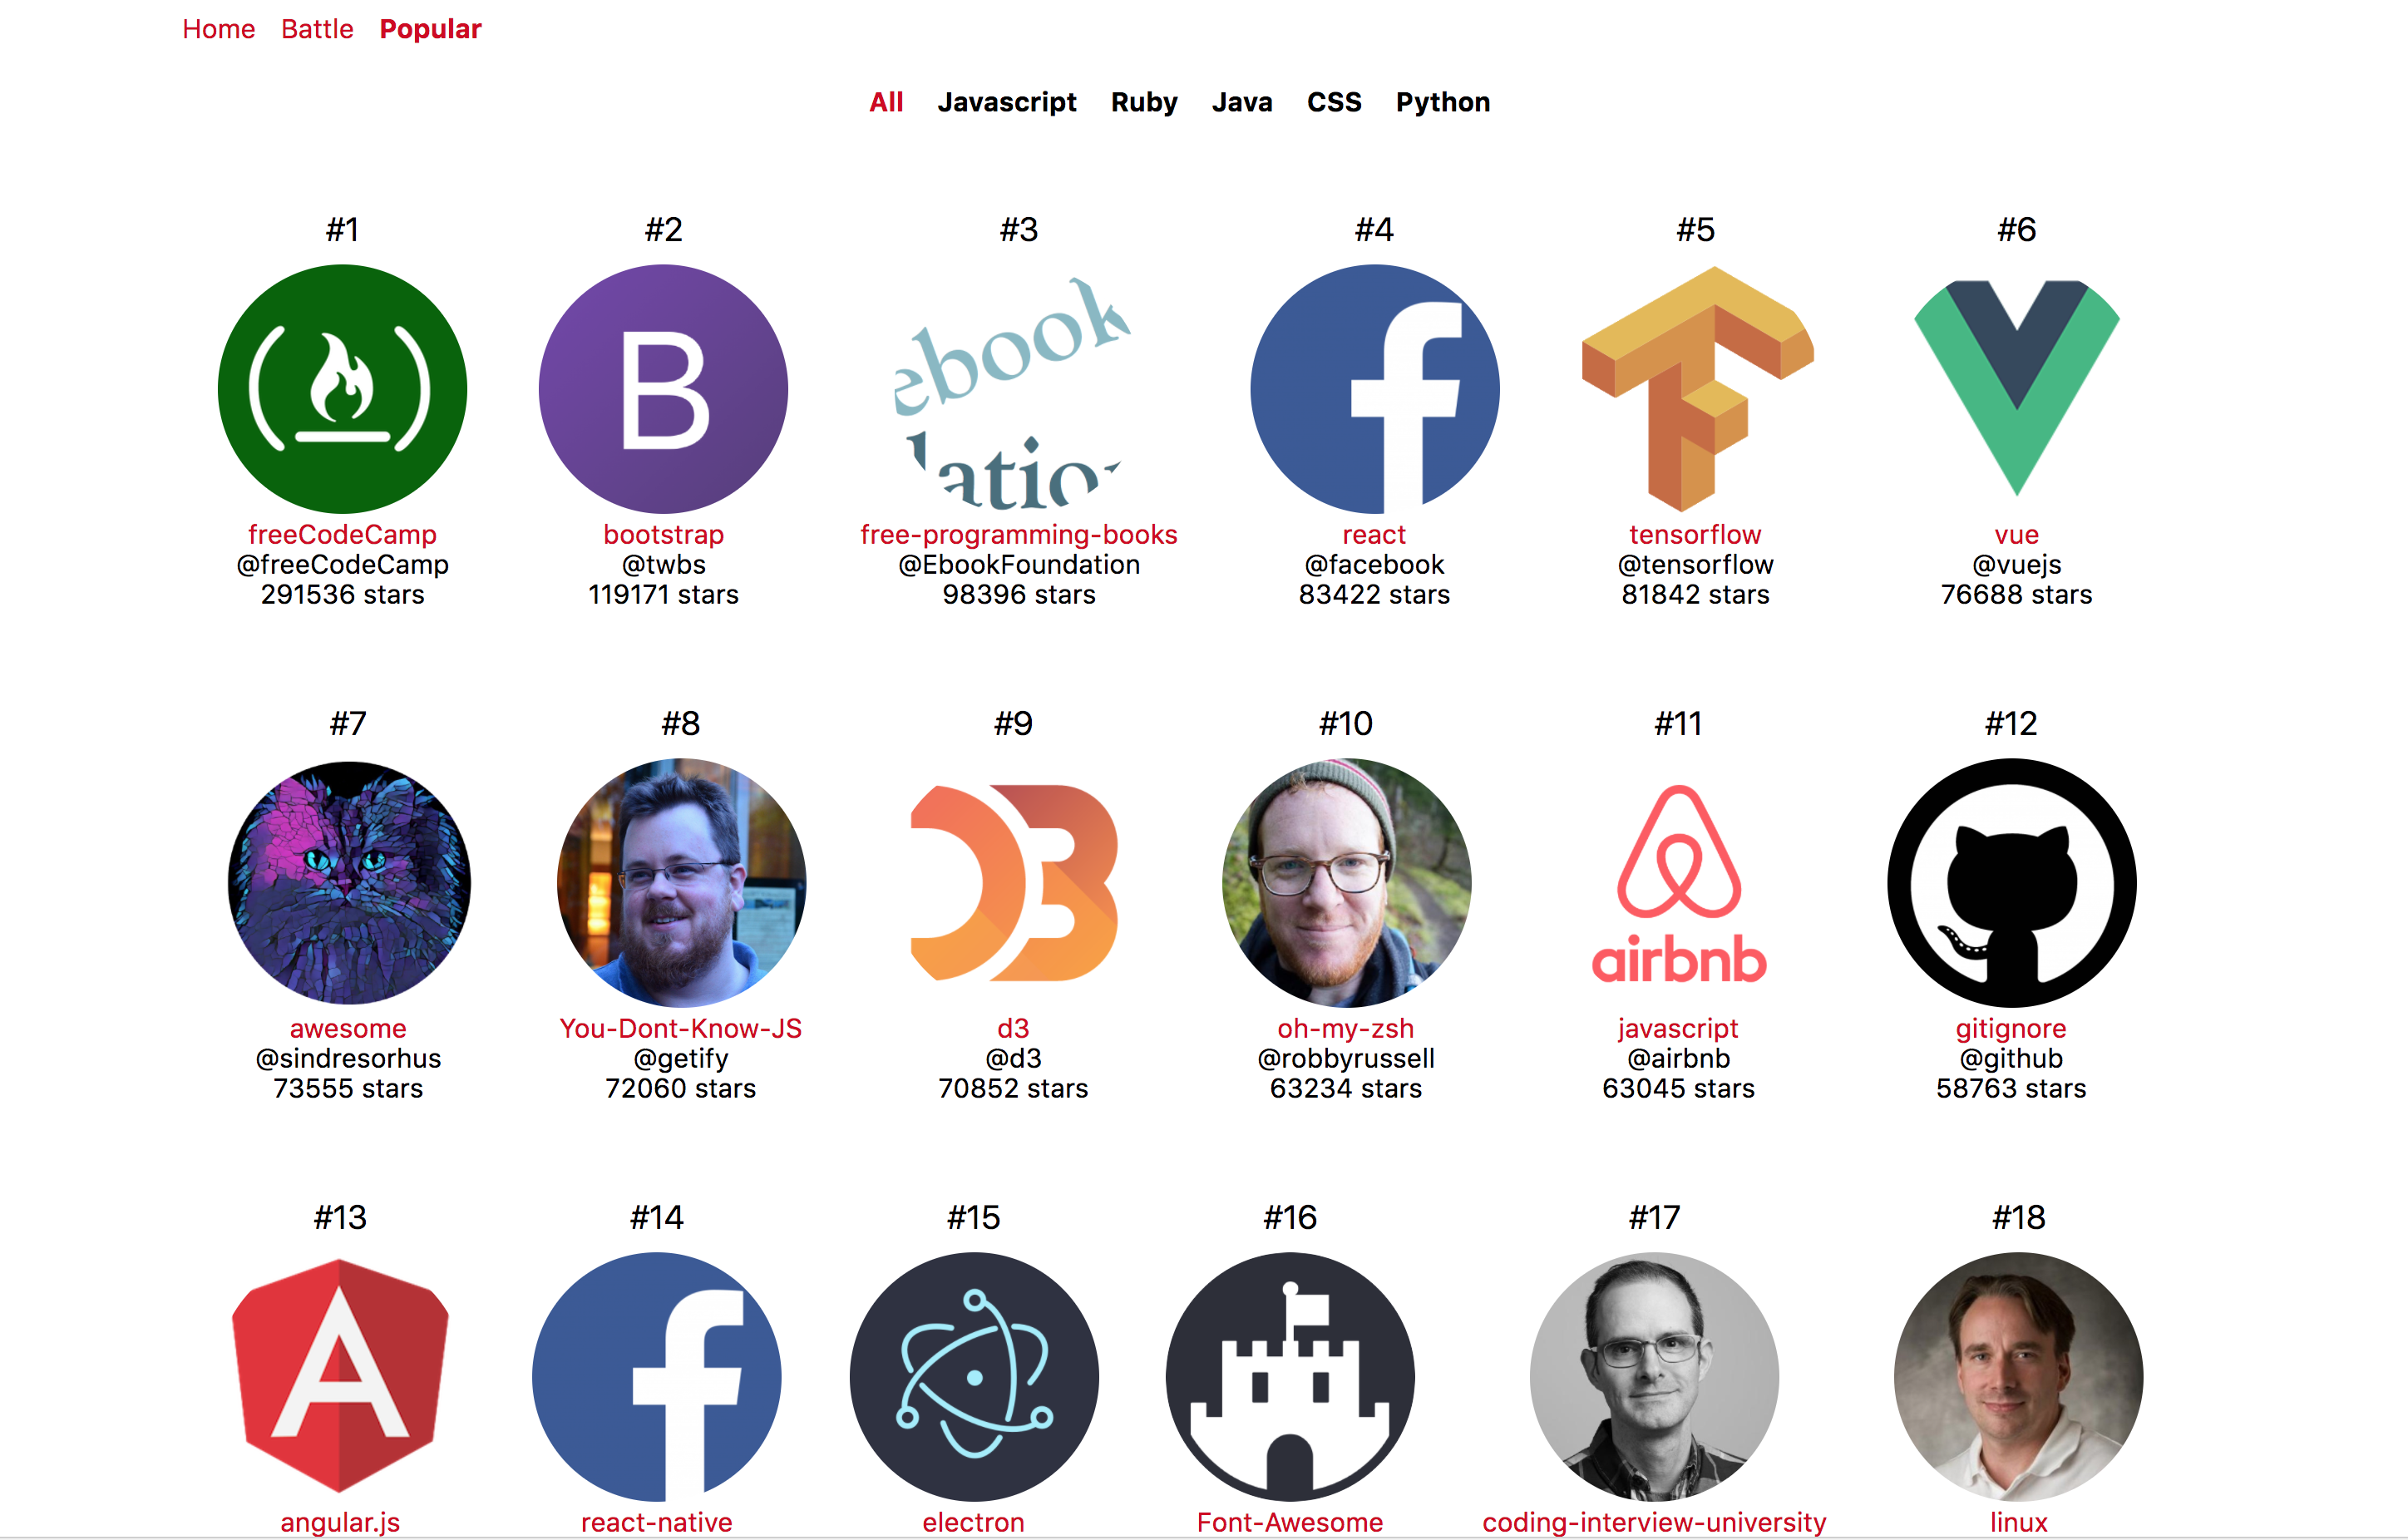 Home Battle Popular
All Javascript Ruby Java CSS Python
#1 #2 #3 #4 #5 #6
B
ebook
dation
f
freeCodeCamp bootstrap free-programming-books react tensorflow vue
@freeCodeCamp @twbs @EbookFoundation @facebook @tensorflow @vuejs
291536 stars 119171 stars 98396 stars 83422 stars 81842 stars 76688 stars
#7 #8 #9 #10 #11 #12
D3
airbnb
awesome You-Dont-Know-JS d3 oh-my-zsh javascript gitignore
@sindresorhus @getify @d3 @robbyrussell @airbnb @github
73555 stars 72060 stars 70852 stars 63234 stars 63045 stars 58763 stars
#13 #14 #15 #16 #17 #18
A f
angular.js react-native electron Font-Awesome coding-interview-university linux